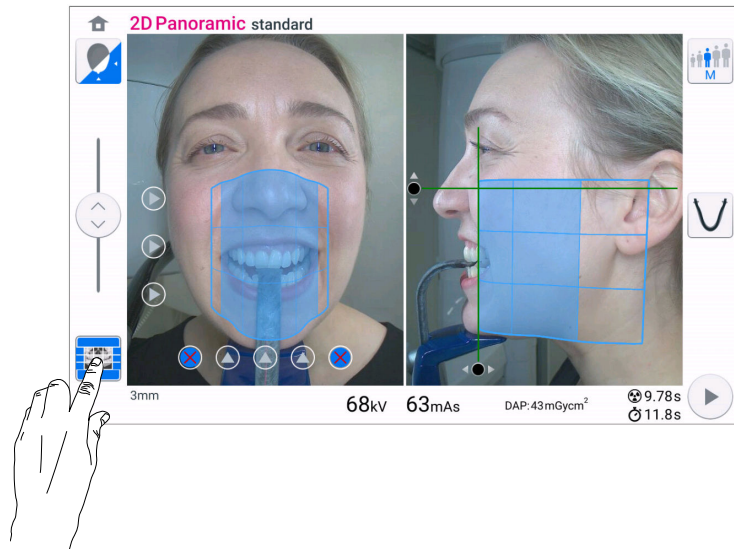 2D Panoramic standard
M
3mm
68kV
63mAs
DAP:43mGycm²
9.78s
11.8s